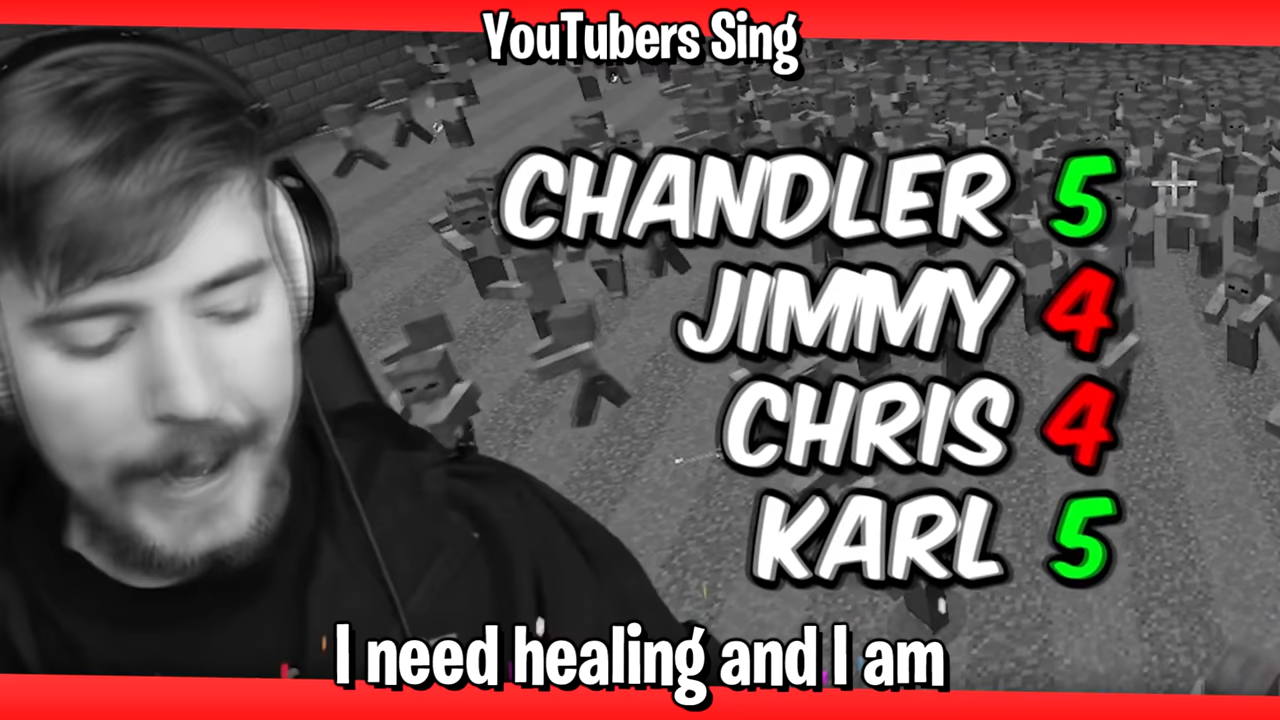 YouTubers Sing
CHANDLER 5
JIMMY 4
CHRIS 4
KARL 5
I need healing and I am